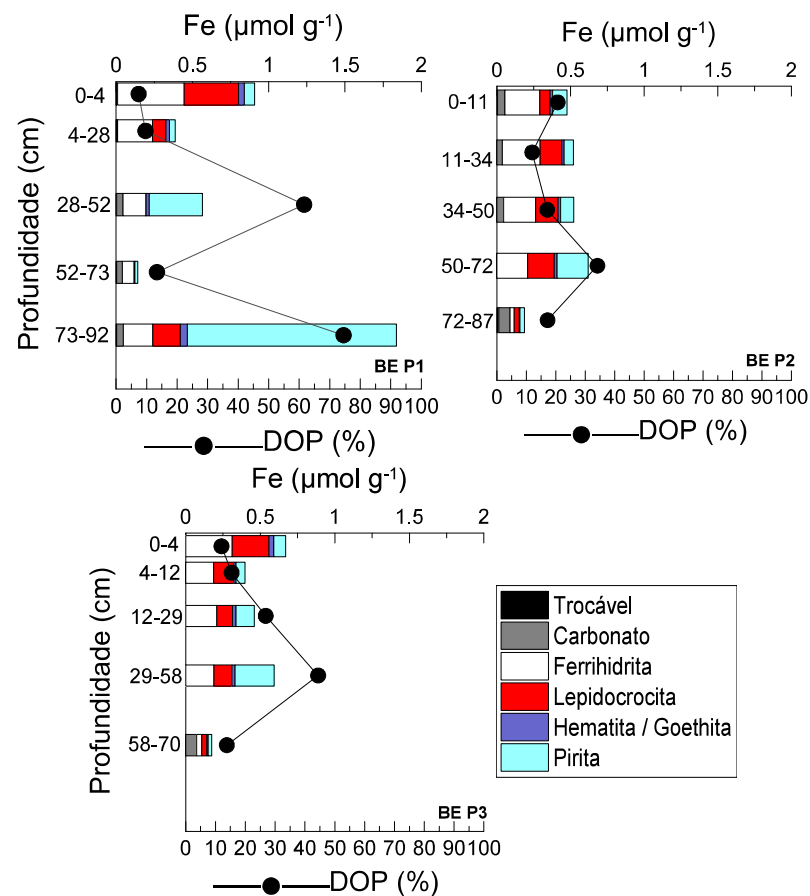 Fe (µmol g-1)
0 0.5 1 1.5 2
0-4
4-28
28-52
52-73
73-92
Profundidade (cm)
BE P1
0 10 20 30 40 50 60 70 80 90 100
DOP (%)
Fe (µmol g-1)
0 0.5 1 1.5 2
0-11
11-34
34-50
50-72
72-87
BE P2
0 10 20 30 40 50 60 70 80 90 100
DOP (%)
Fe (µmol g-1)
0 0.5 1 1.5 2
0-4
4-12
12-29
29-58
58-70
Profundidade (cm)
BE P3
0 10 20 30 40 50 60 70 80 90 100
DOP (%)
Trocável
Carbonato
Ferrihidrita
Lepidocrocita
Hematita / Goethita
Pirita